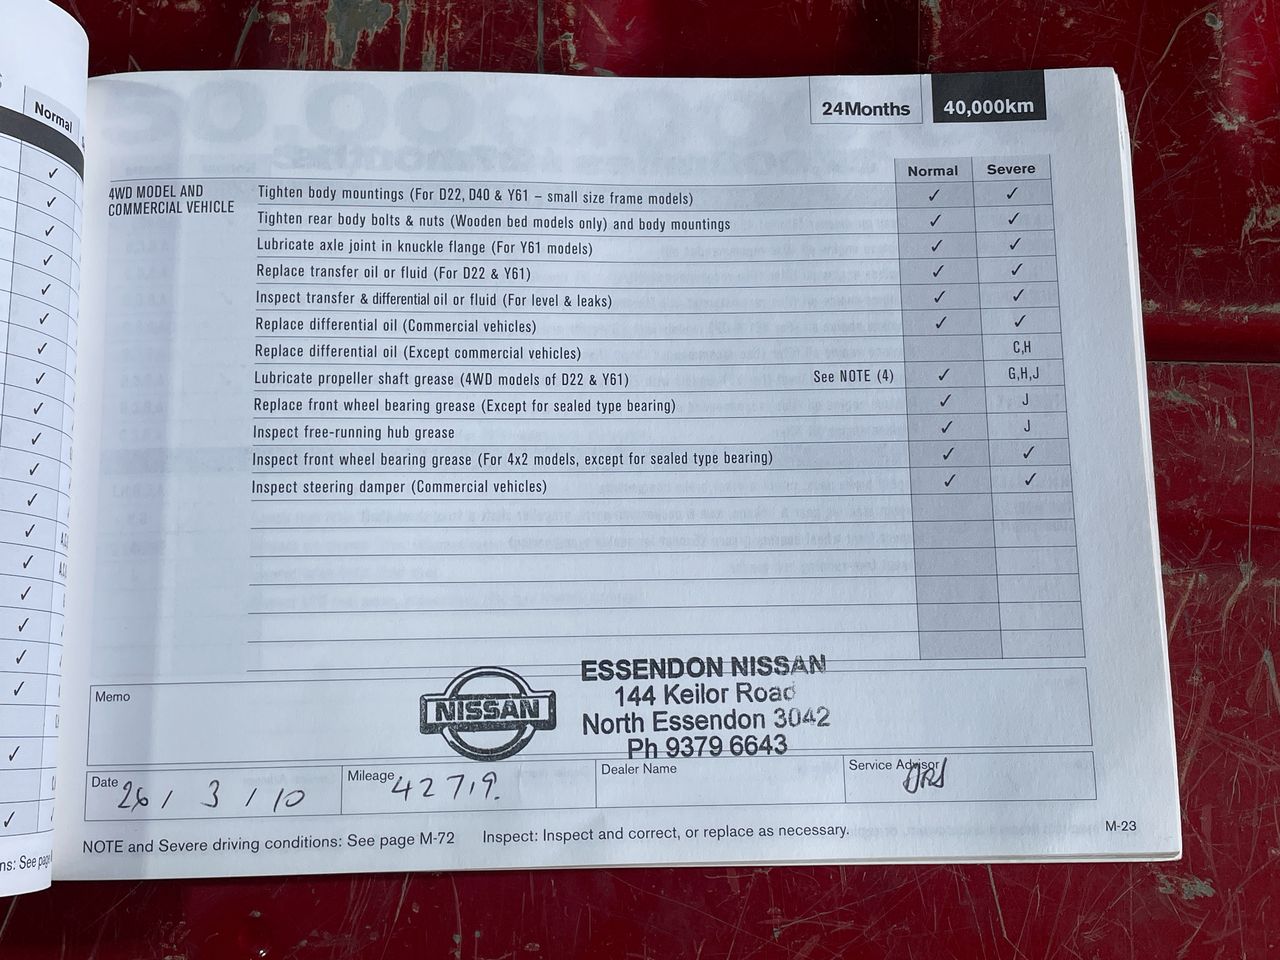 24Months 40,000km
Normal Severe
4WD MODEL AND
COMMERCIAL VEHICLE
Tighten body mountings (For D22, D40 & Y61 – small size frame models) ✓ ✓
Tighten rear body bolts & nuts (Wooden bed models only) and body mountings ✓ ✓
Lubricate axle joint in knuckle flange (For Y61 models) ✓ ✓
Replace transfer oil or fluid (For D22 & Y61) ✓ ✓
Inspect transfer & differential oil or fluid (For level & leaks) ✓ ✓
Replace differential oil (Commercial vehicles) ✓ ✓
Replace differential oil (Except commercial vehicles) C,H
Lubricate propeller shaft grease (4WD models of D22 & Y61) See NOTE (4) ✓ G,H,J
Replace front wheel bearing grease (Except for sealed type bearing) ✓ J
Inspect free-running hub grease ✓ J
Inspect front wheel bearing grease (For 4x2 models, except for sealed type bearing) ✓ ✓
Inspect steering damper (Commercial vehicles) ✓ ✓
Memo
NISSAN
ESSENDON NISSAN
144 Keilor Road
North Essendon 3042
Ph 9379 6643
Date 26 / 3 / 10
Mileage 42719.
Dealer Name
Service Advisor
NOTE and Severe driving conditions: See page M-72 Inspect: Inspect and correct, or replace as necessary.
M-23
Normal